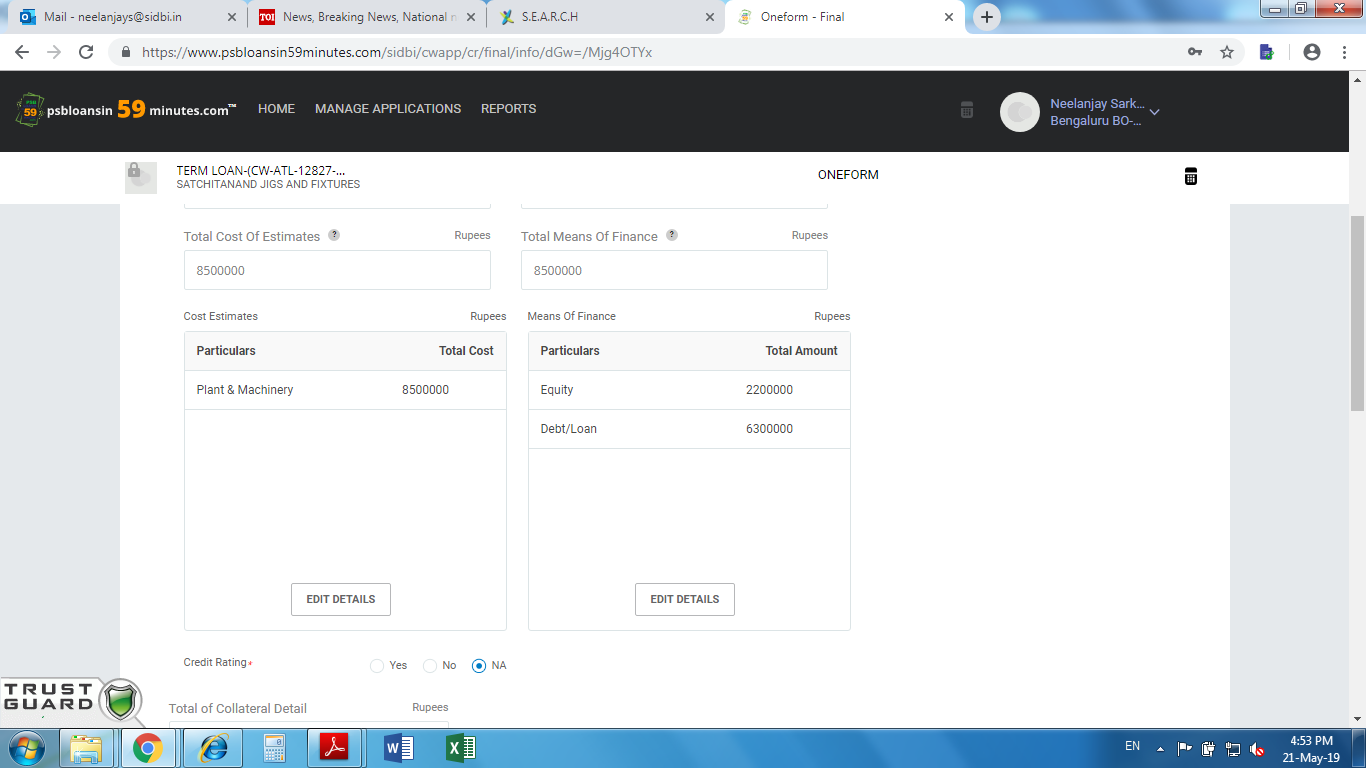 Mail - neelanjays@sidbi.in
TOI News, Breaking News, National n
S.E.A.R.C.H
Oneform - Final
https://www.psbloansin59minutes.com/sidbi/cwapp/cr/final/info/dGw=/Mjg4OTYx
psbloansin 59 minutes.com™
HOME MANAGE APPLICATIONS REPORTS
Neelanjay Sark...
Bengaluru BO-...
TERM LOAN-(CW-ATL-12827-...
SATCHITANAND JIGS AND FIXTURES
ONEFORM
Total Cost Of Estimates ? Rupees Total Means Of Finance ? Rupees
8500000 8500000
Cost Estimates Rupees Means Of Finance Rupees
Particulars Total Cost Particulars Total Amount
Plant & Machinery 8500000 Equity 2200000
Debt/Loan 6300000
EDIT DETAILS EDIT DETAILS
Credit Rating* Yes No NA
TRUST
GUARD
Total of Collateral Detail Rupees
EN
4:53 PM
21-May-19